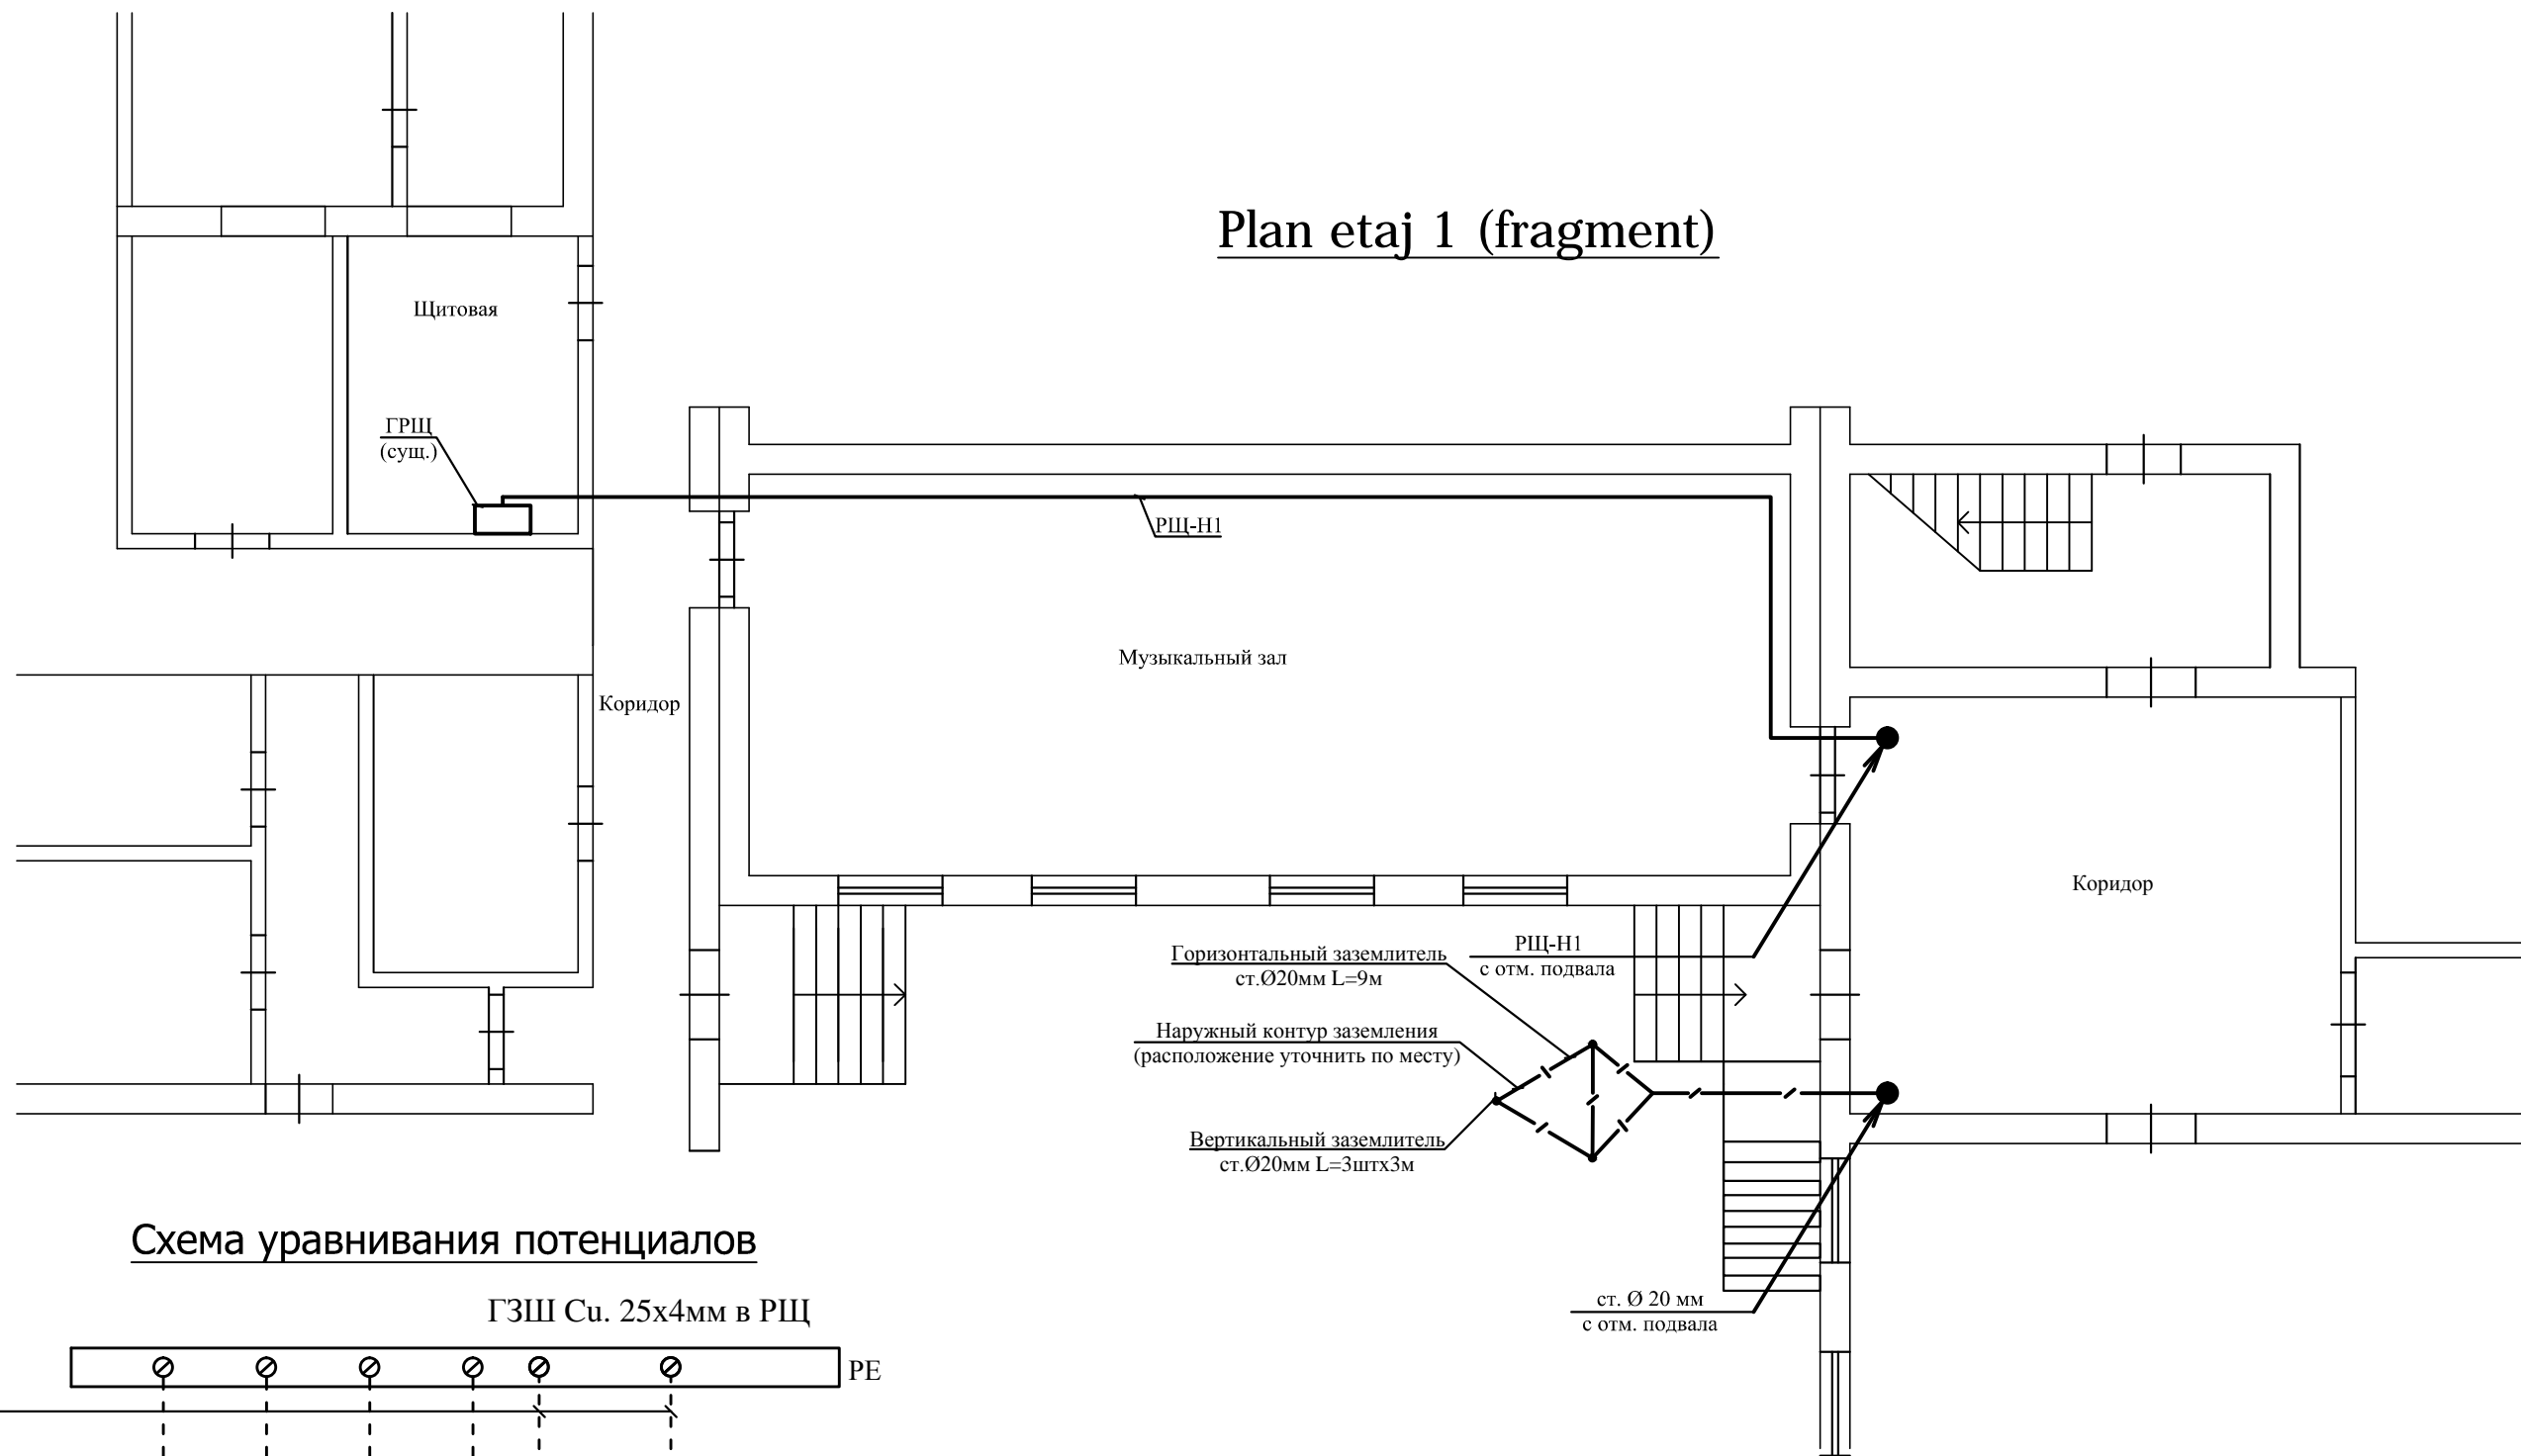 Plan etaj 1 (fragment)
Щитовая
ГРЩ
(сущ.)
РЩ-Н1
Музыкальный зал
Коридор
Коридор
Горизонтальный заземлитель
ст.Ø20мм L=9м
РЩ-Н1
с отм. подвала
Наружный контур заземления
(расположение уточнить по месту)
Вертикальный заземлитель
ст.Ø20мм L=3штх3м
ст. Ø 20 мм
с отм. подвала
Схема уравнивания потенциалов
ГЗШ Cu. 25х4мм в РЩ
PE